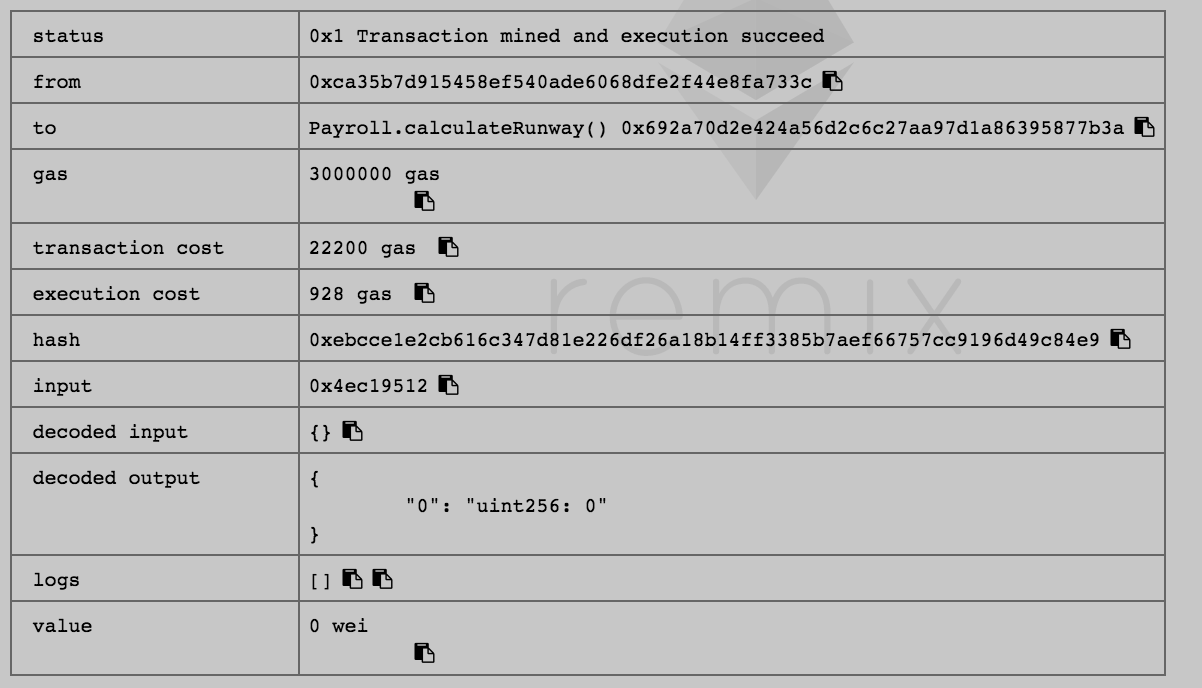 status 0x1 Transaction mined and execution succeed
from 0xca35b7d915458ef540ade6068dfe2f44e8fa733c
to Payroll.calculateRunway() 0x692a70d2e424a56d2c6c27aa97d1a86395877b3a
gas 3000000 gas
transaction cost 22200 gas
execution cost 928 gas
remix
hash 0xebcce1e2cb616c347d81e226df26a18b14ff3385b7aef66757cc9196d49c84e9
input 0x4ec19512
decoded input {}
decoded output {
"0": "uint256: 0"
}
logs []
value 0 wei